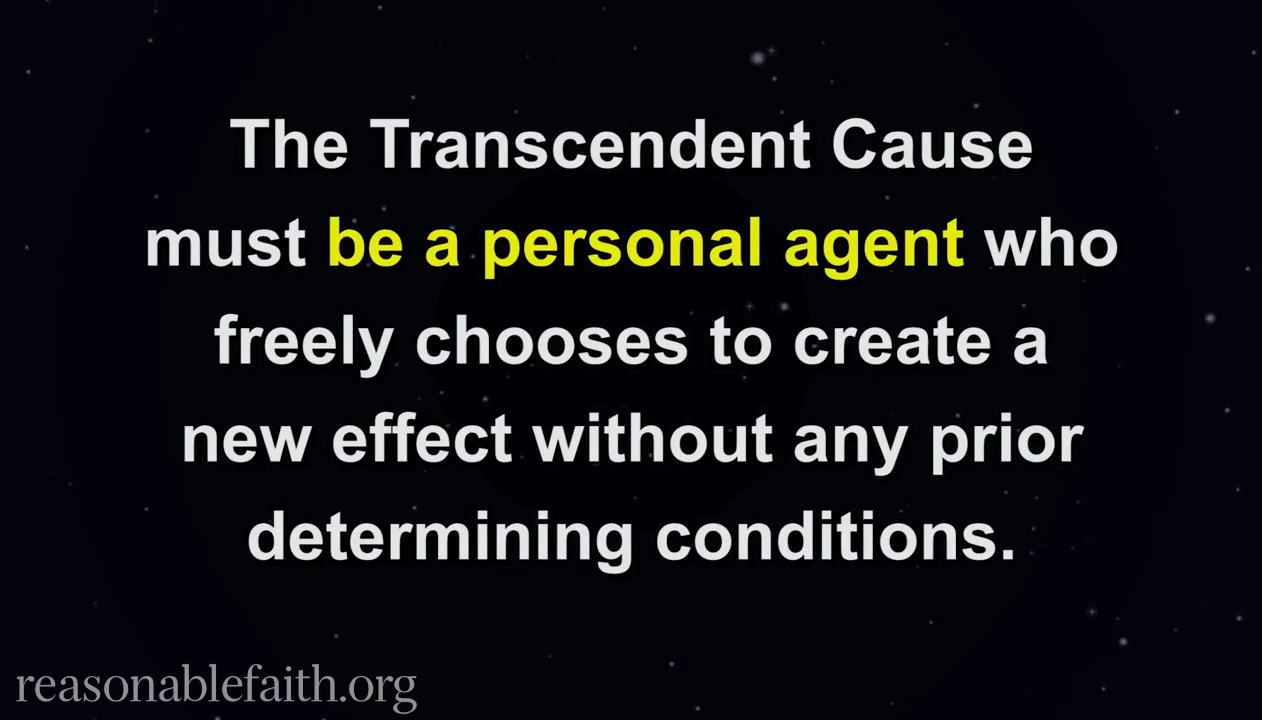 The Transcendent Cause
must be a personal agent who
freely chooses to create a
new effect without any prior
determining conditions.
reasonablefaith.org